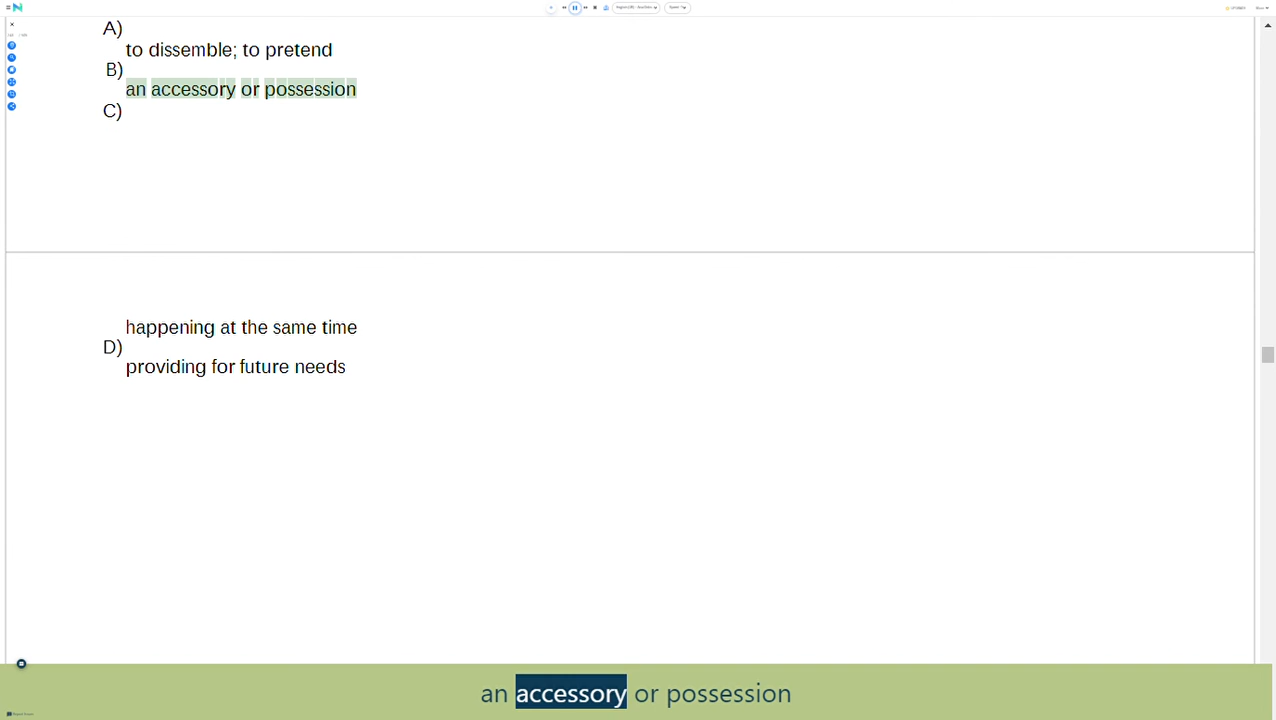 A)
to dissemble; to pretend
B)
an accessory or possession
C)
happening at the same time
D)
providing for future needs
an accessory or possession